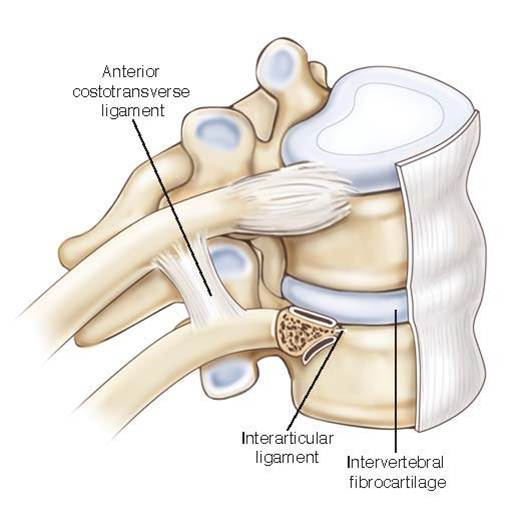 Anterior
costotransverse
ligament
Interarticular
ligament
Intervertebral
fibrocartilage